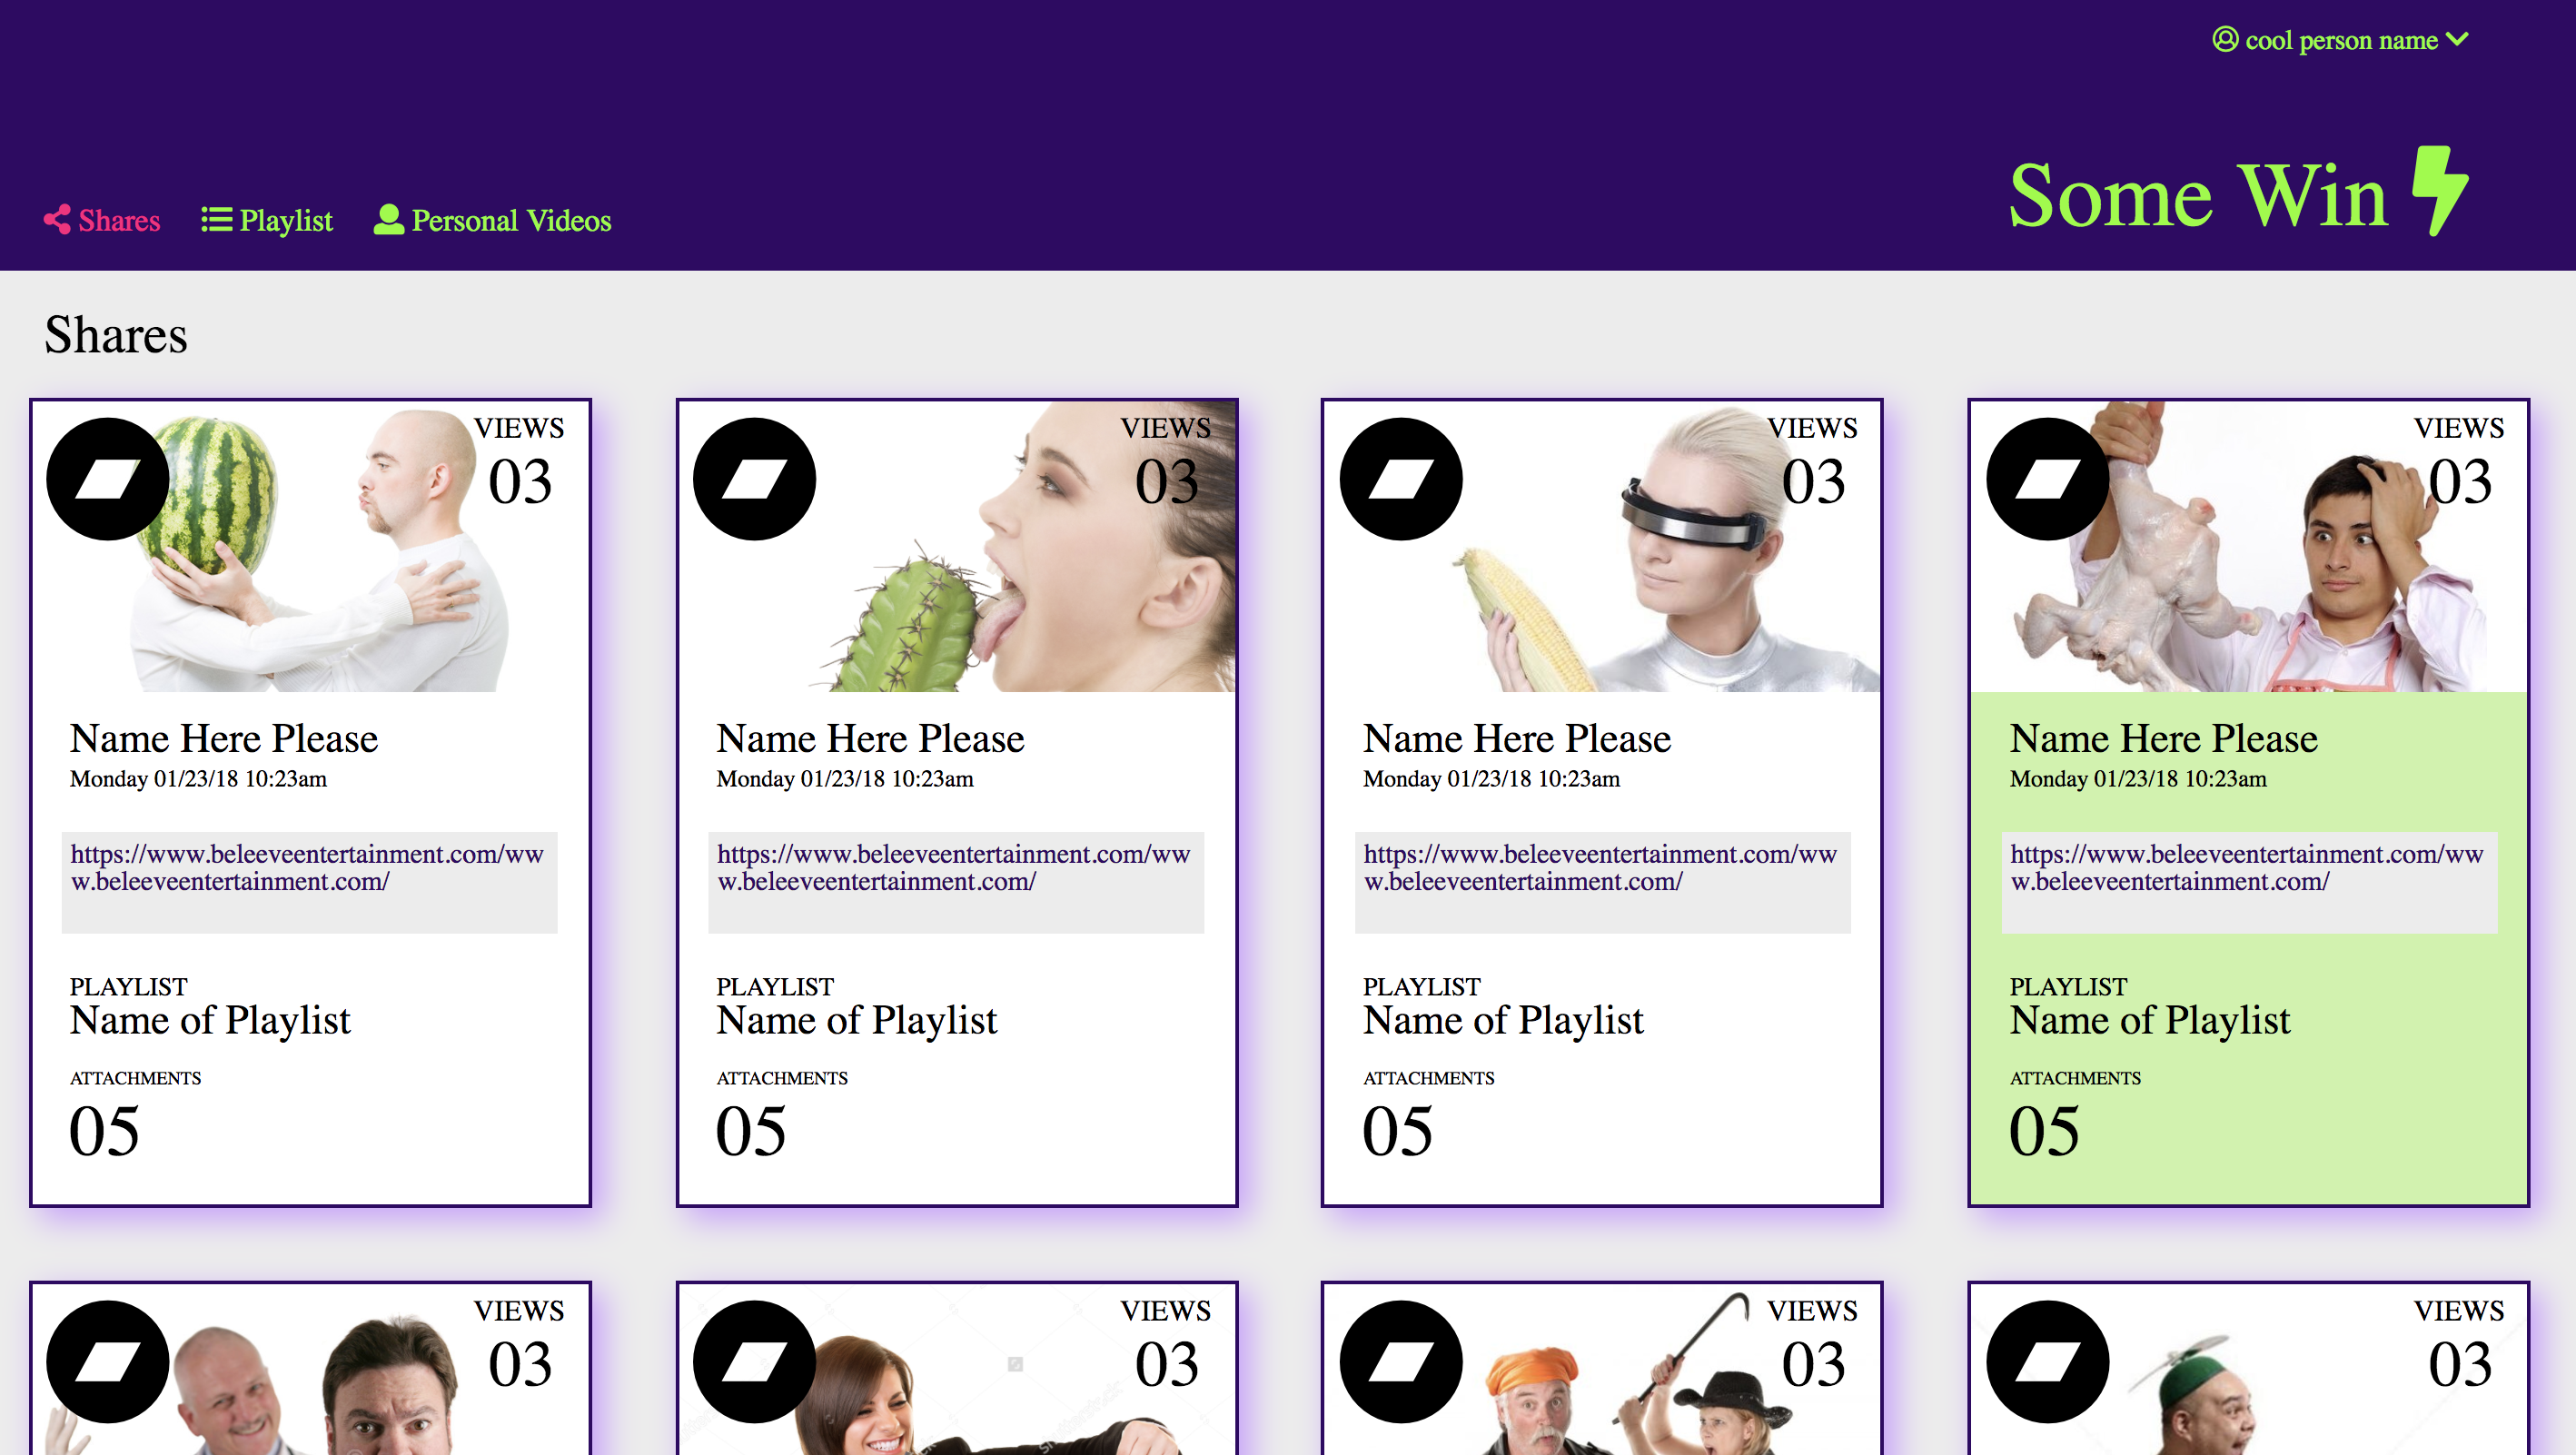 cool person name
Some Win
Shares
Playlist
Personal Videos
Shares
VIEWS
03
Name Here Please
Monday 01/23/18 10:23am
https://www.beleeveentertainment.com/ww
w.beleeveentertainment.com/
PLAYLIST
Name of Playlist
ATTACHMENTS
05
VIEWS
03
Name Here Please
Monday 01/23/18 10:23am
https://www.beleeveentertainment.com/ww
w.beleeveentertainment.com/
PLAYLIST
Name of Playlist
ATTACHMENTS
05
VIEWS
03
Name Here Please
Monday 01/23/18 10:23am
https://www.beleeveentertainment.com/ww
w.beleeveentertainment.com/
PLAYLIST
Name of Playlist
ATTACHMENTS
05
VIEWS
03
Name Here Please
Monday 01/23/18 10:23am
https://www.beleeveentertainment.com/ww
w.beleeveentertainment.com/
PLAYLIST
Name of Playlist
ATTACHMENTS
05
VIEWS
03
VIEWS
03
VIEWS
03
VIEWS
03